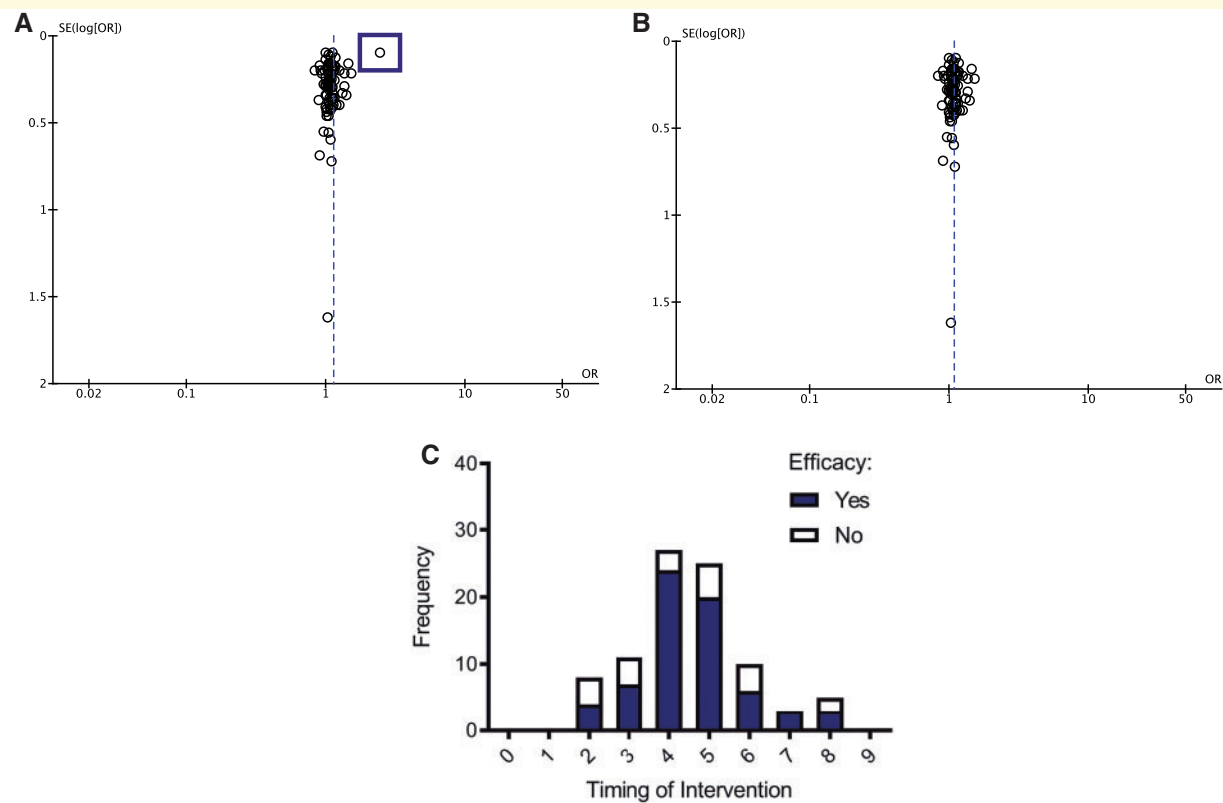 A
SE(log[OR])
0
0.5
1
1.5
2
0.02
0.1
1
10
50
OR
B
SE(log[OR])
0
0.5
1
1.5
2
0.02
0.1
1
10
50
OR
C
40
30
20
10
0
Frequency
Efficacy:
Yes
No
0 1 2 3 4 5 6 7 8 9
Timing of Intervention